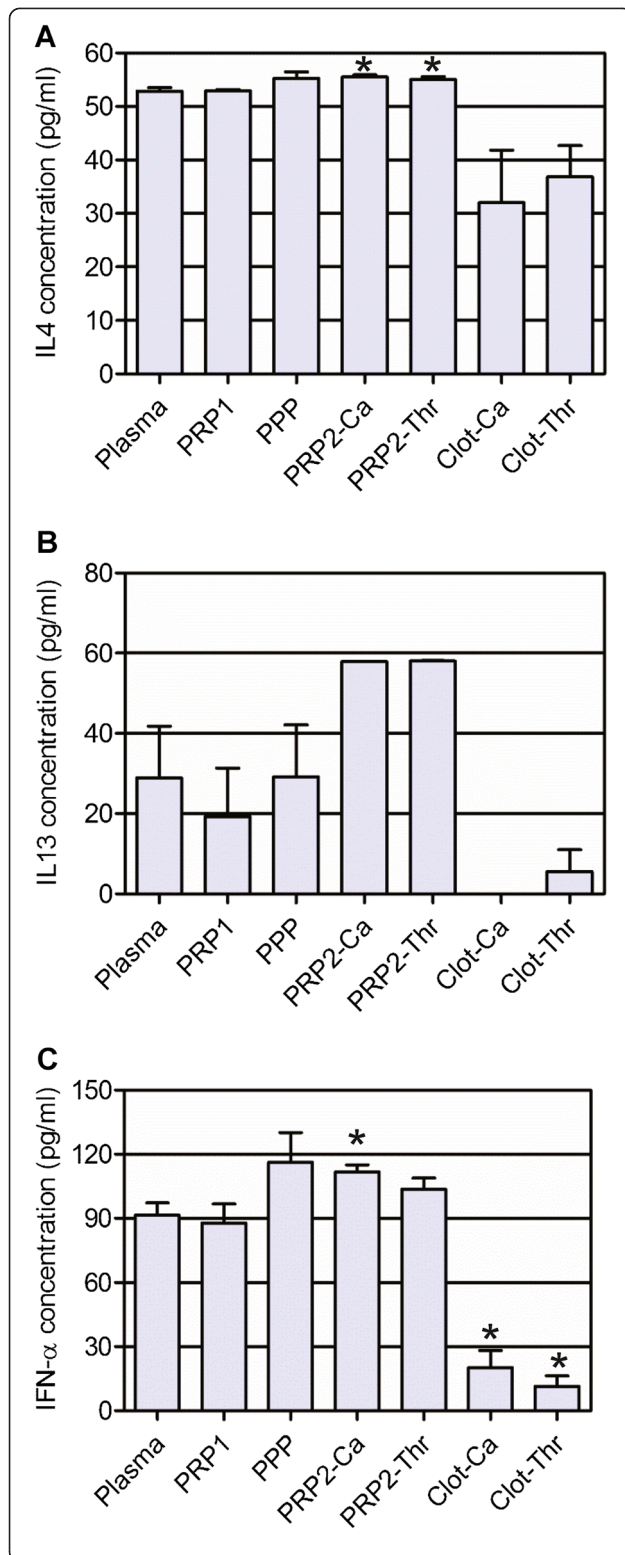 A
IL4 concentration (pg/ml)
60
50
40
30
20
10
0
* *
Plasma
PRP1
PPP
PRP2-Ca
PRP2-Thr
Clot-Ca
Clot-Thr
B
IL13 concentration (pg/ml)
80
60
40
20
0
Plasma
PRP1
PPP
PRP2-Ca
PRP2-Thr
Clot-Ca
Clot-Thr
C
IFN-α concentration (pg/ml)
150
120
90
60
30
0
*
*
*
Plasma
PRP1
PPP
PRP2-Ca
PRP2-Thr
Clot-Ca
Clot-Thr